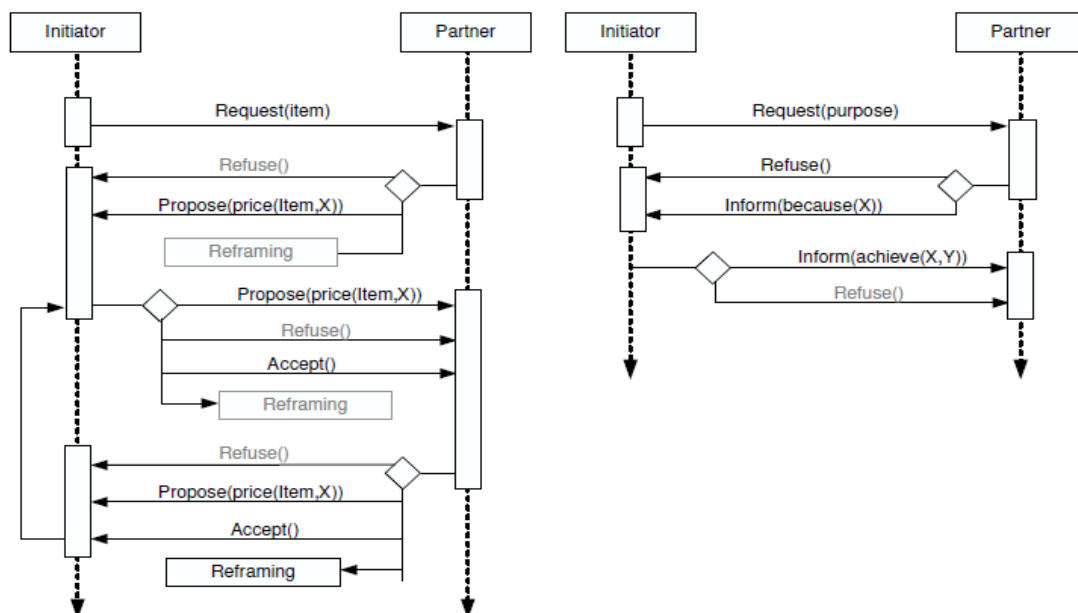 Initiator
Partner
Request(item)
Refuse()
Propose(price(Item,X))
Reframing
Propose(price(Item,X))
Refuse()
Accept()
Reframing
Refuse()
Propose(price(Item,X))
Accept()
Reframing
Initiator
Partner
Request(purpose)
Refuse()
Inform(because(X))
Inform(achieve(X,Y))
Refuse()